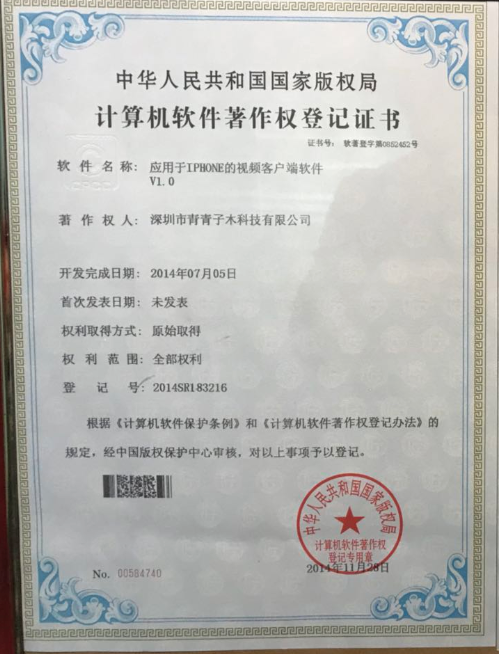 中华人民共和国国家版权局
计算机软件著作权登记证书
证书号： 软著登字第0852452号
软件名称： 应用于IPHONE的视频客户端软件
V1.0
著作权人： 深圳市青青子木科技有限公司
开发完成日期： 2014年07月05日
首次发表日期： 未发表
权利取得方式： 原始取得
权利范围： 全部权利
登记号： 2014SR183216
根据《计算机软件保护条例》和《计算机软件著作权登记办法》的
规定，经中国版权保护中心审核，对以上事项予以登记。
中华人民共和国国家版权局
计算机软件著作权
登记专用章
2014年11月28日
No. 00584740